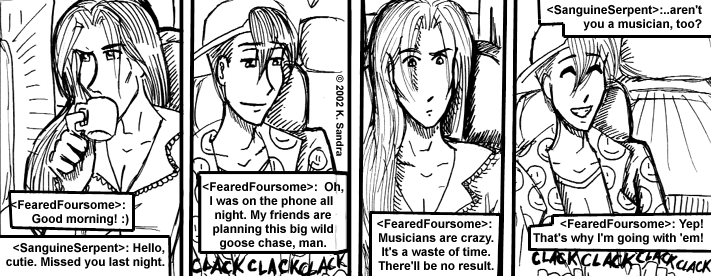 <FearedFoursome>:
Good morning! :)
<SanguineSerpent>: Hello,
cutie. Missed you last night.
<FearedFoursome>: Oh,
I was on the phone all
night. My friends are
planning this big wild
goose chase, man.
CLACK CLACK CLACK
© 2002 K. Sandra
<FearedFoursome>:
Musicians are crazy.
It's a waste of time.
There'll be no result.
<SanguineSerpent>:..aren't
you a musician, too?
<FearedFoursome>: Yep!
That's why I'm going with 'em!
CLACK CLACK CLACK CLACK